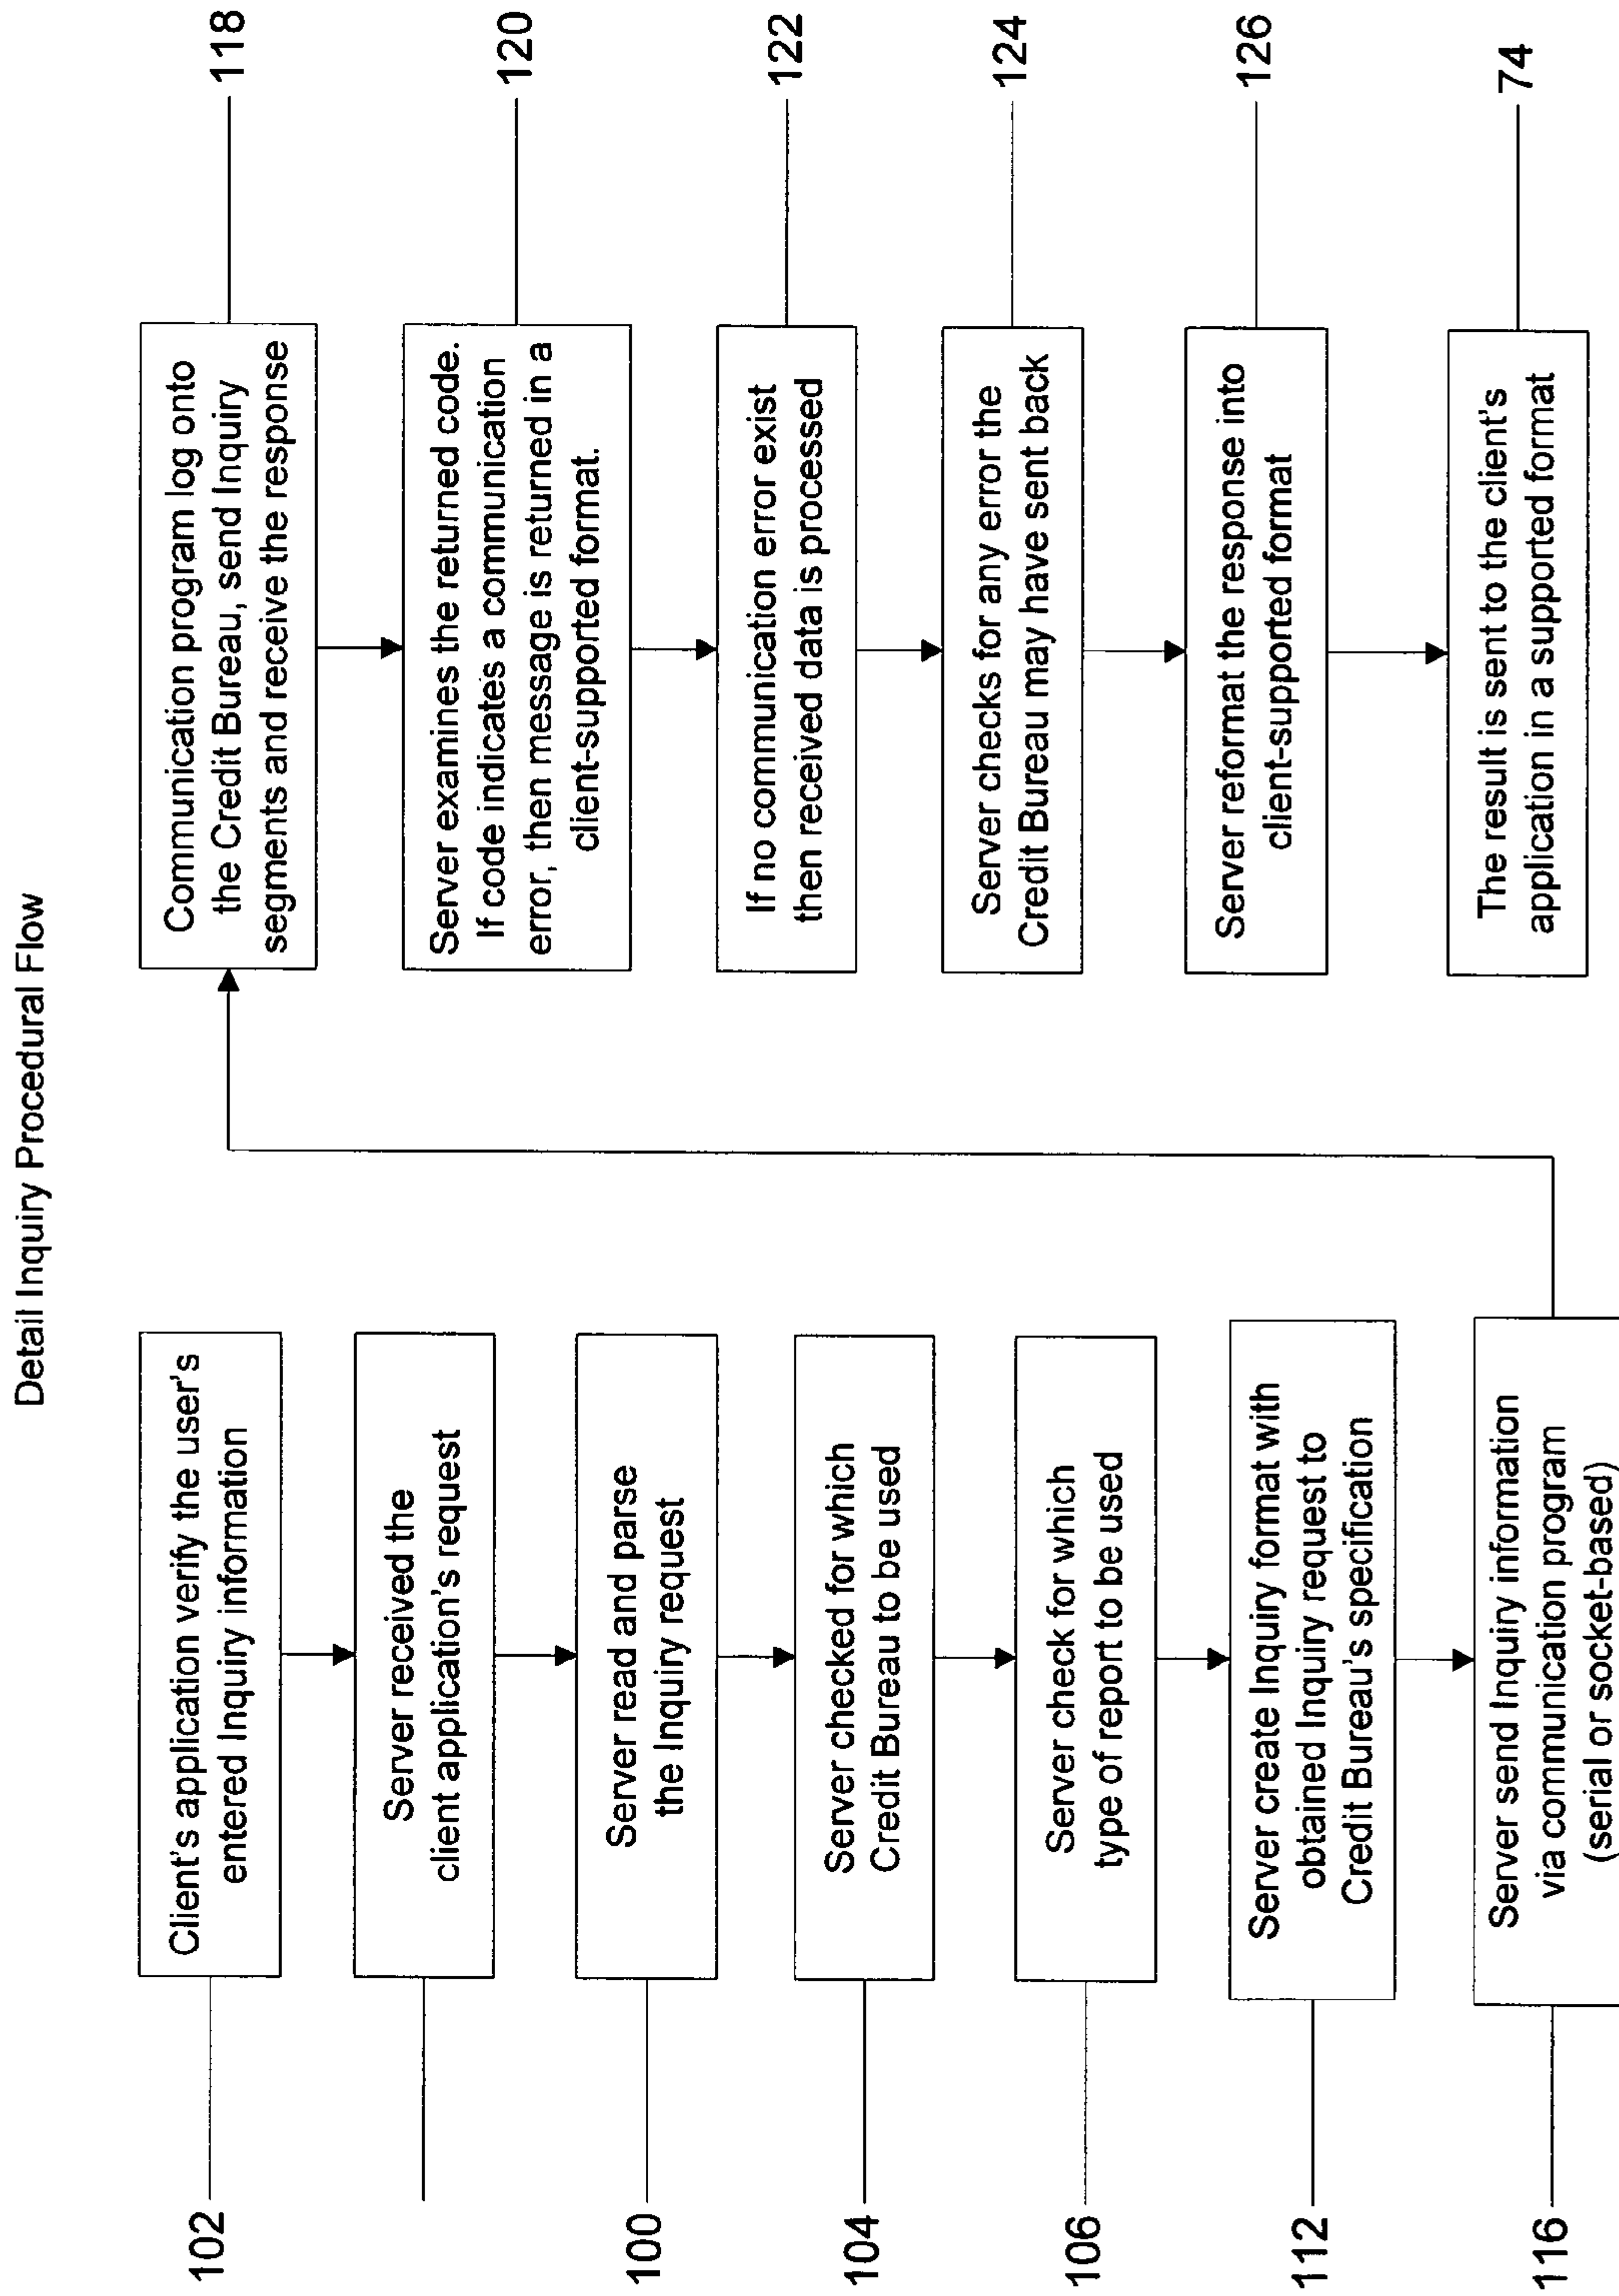 Detail Inquiry Procedural Flow
102
Client's application verify the user's
entered Inquiry information
Server received the
client application's request
100
Server read and parse
the Inquiry request
104
Server checked for which
Credit Bureau to be used
106
Server check for which
type of report to be used
112
Server create Inquiry format with
obtained Inquiry request to
Credit Bureau's specification
116
Server send Inquiry information
via communication program
(serial or socket-based)
Communication program log onto
the Credit Bureau, send Inquiry
segments and receive the response
118
Server examines the returned code.
If code indicates a communication
error, then message is returned in a
client-supported format.
120
If no communication error exist
then received data is processed
122
Server checks for any error the
Credit Bureau may have sent back
124
Server reformat the response into
client-supported format
126
The result is sent to the client's
application in a supported format
74